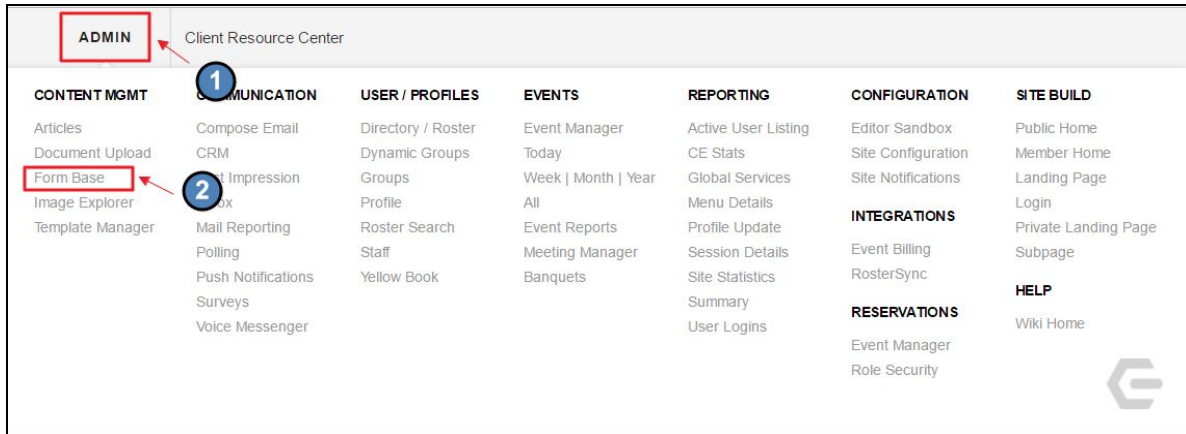 ADMIN
Client Resource Center
1
CONTENT MGMT
Articles
Document Upload
Form Base
Image Explorer
Template Manager
2
Compose Email
CRM
Impression
Mail Reporting
Polling
Push Notifications
Surveys
Voice Messenger
USER / PROFILES
Directory / Roster
Dynamic Groups
Groups
Profile
Roster Search
Staff
Yellow Book
EVENTS
Event Manager
Today
Week | Month | Year
All
Event Reports
Meeting Manager
Banquets
REPORTING
Active User Listing
CE Stats
Global Services
Menu Details
Profile Update
Session Details
Site Statistics
Summary
User Logins
CONFIGURATION
Editor Sandbox
Site Configuration
Site Notifications
INTEGRATIONS
Event Billing
RosterSync
RESERVATIONS
Event Manager
Role Security
SITE BUILD
Public Home
Member Home
Landing Page
Login
Private Landing Page
Subpage
HELP
Wiki Home